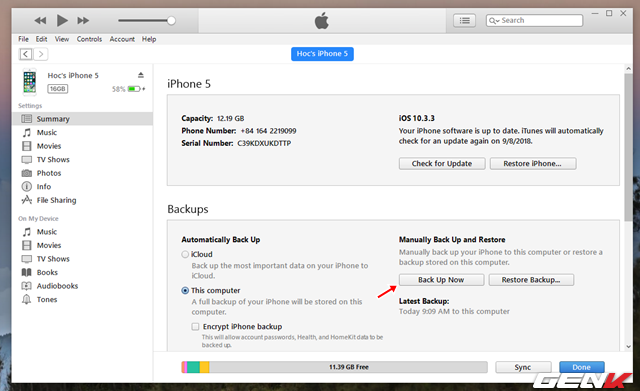 Search
File Edit View Controls Account Help
Hoc's iPhone 5
Hoc's iPhone 5
16GB
58%
Settings
Summary
Music
Movies
TV Shows
Photos
Info
File Sharing
On My Device
Music
Movies
TV Shows
Books
Audiobooks
Tones
iPhone 5
Capacity: 12.19 GB
Phone Number: +84 164 2219099
Serial Number: C39KDXUKDTTP
iOS 10.3.3
Your iPhone software is up to date. iTunes will automatically
check for an update again on 9/8/2018.
Check for Update
Restore iPhone...
Backups
Automatically Back Up
iCloud
Back up the most important data on your iPhone to
iCloud.
This computer
A full backup of your iPhone will be stored on this
computer.
Encrypt iPhone backup
This will allow account passwords, Health, and HomeKit data to be
backed up.
Manually Back Up and Restore
Manually back up your iPhone to this computer or restore a
backup stored on this computer.
Back Up Now
Restore Backup...
Latest Backup:
Today 9:09 AM to this computer
11.39 GB Free
Sync
Done
GENK